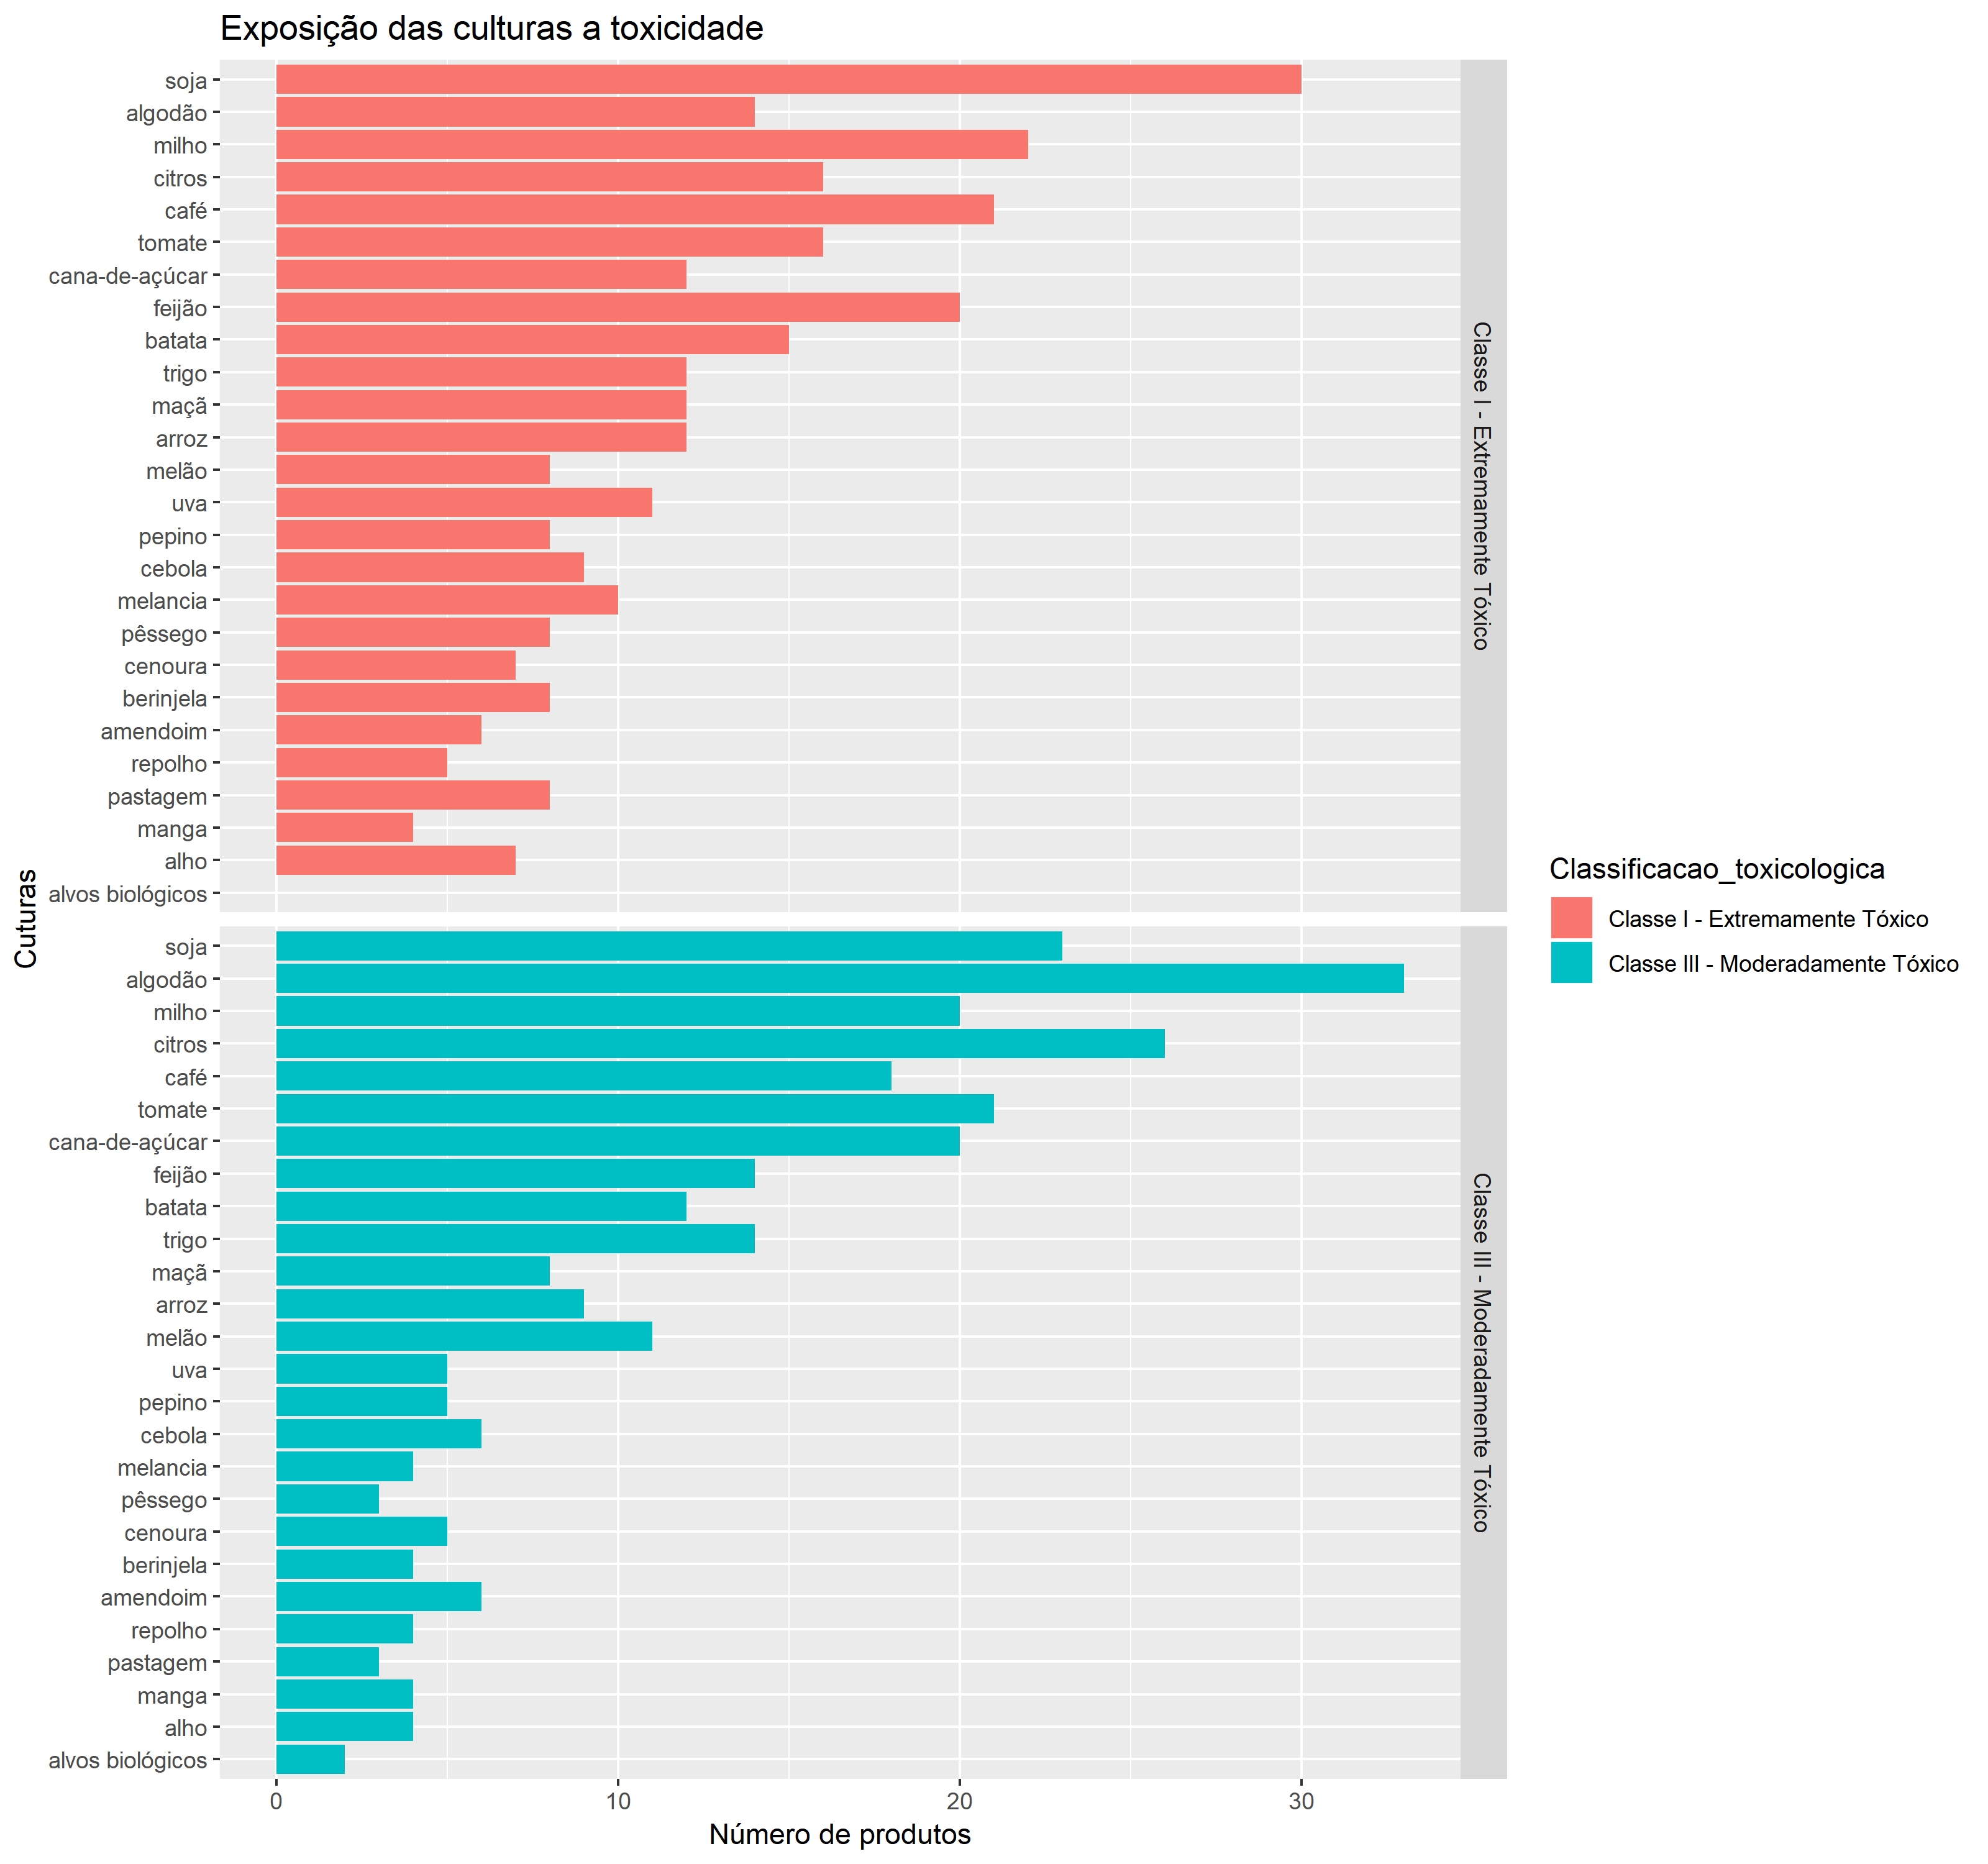 Exposição das culturas a toxicidade
soja
algodão
milho
citros
café
tomate
cana-de-açúcar
feijão
batata
trigo
maçã
arroz
melão
uva
pepino
cebola
melancia
pêssego
cenoura
berinjela
amendoim
repolho
pastagem
manga
alho
alvos biológicos
Classe I - Extremamente Tóxico
Cuturas
soja
algodão
milho
citros
café
tomate
cana-de-açúcar
feijão
batata
trigo
maçã
arroz
melão
uva
pepino
cebola
melancia
pêssego
cenoura
berinjela
amendoim
repolho
pastagem
manga
alho
alvos biológicos
Classe III - Moderadamente Tóxico
0 10 20 30
Número de produtos
Classificacao_toxicologica
Classe I - Extremamente Tóxico
Classe III - Moderadamente Tóxico